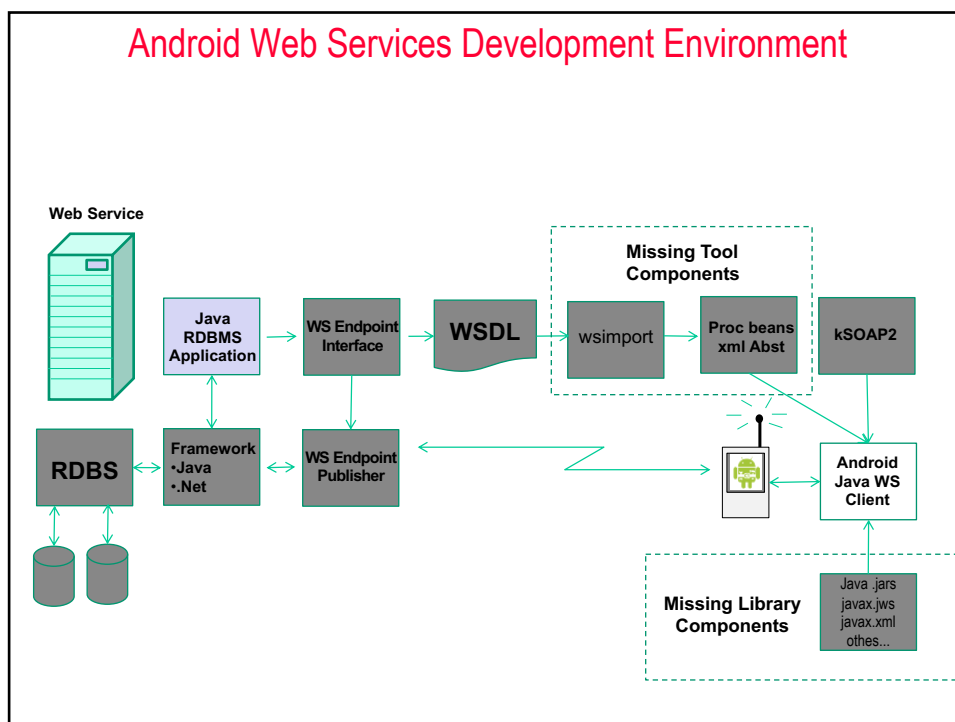 Android Web Services Development Environment
Web Service
Missing Tool
Components
Java
RDBMS
Application
WS Endpoint
Interface
WSDL
wsimport
Proc beans
xml Abst
kSOAP2
RDBS
Framework
•Java
•.Net
WS Endpoint
Publisher
Android
Java WS
Client
Missing Library
Components
Java .jars
javax.jws
javax.xml
othes...